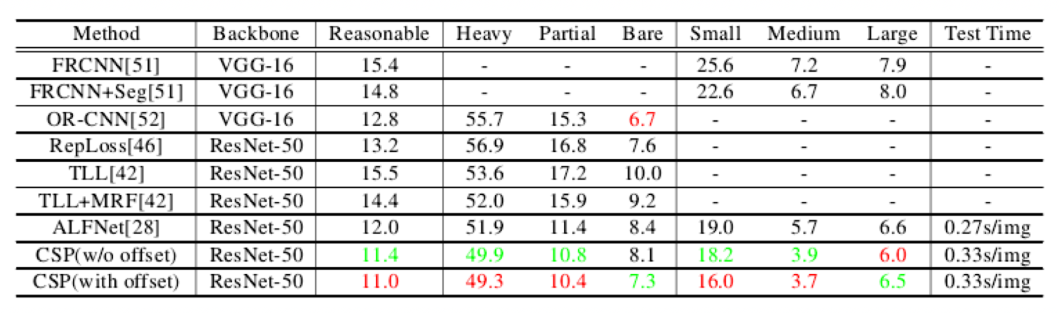 Method Backbone Reasonable Heavy Partial Bare Small Medium Large Test Time
FRCNN[51] VGG-16 15.4 - - - 25.6 7.2 7.9 -
FRCNN+Seg[51] VGG-16 14.8 - - - 22.6 6.7 8.0 -
OR-CNN[52] VGG-16 12.8 55.7 15.3 6.7 - - - -
RepLoss[46] ResNet-50 13.2 56.9 16.8 7.6 - - - -
TLL[42] ResNet-50 15.5 53.6 17.2 10.0 - - - -
TLL+MRF[42] ResNet-50 14.4 52.0 15.9 9.2 - - - -
ALFNet[28] ResNet-50 12.0 51.9 11.4 8.4 19.0 5.7 6.6 0.27s/img
CSP(w/o offset) ResNet-50 11.4 49.9 10.8 8.1 18.2 3.9 6.0 0.33s/img
CSP(with offset) ResNet-50 11.0 49.3 10.4 7.3 16.0 3.7 6.5 0.33s/img